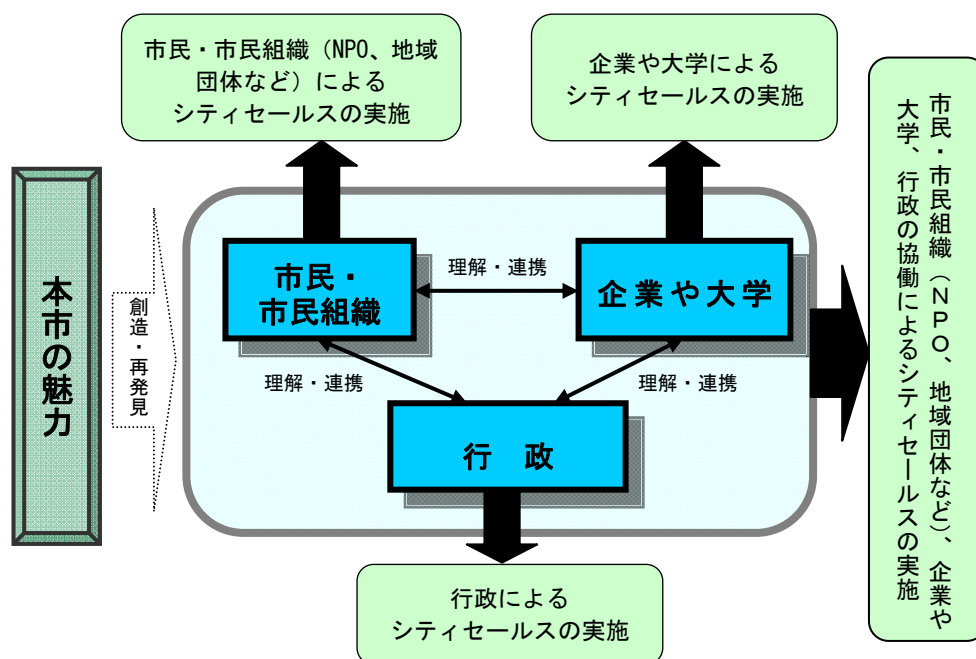 市民・市民組織（NPO、地域
団体など）による
シティセールスの実施
企業や大学による
シティセールスの実施
本市の魅力
創造・再発見
市民・
市民組織
理解・連携
企業や大学
理解・連携
理解・連携
行　政
行政による
シティセールスの実施
市民・市民組織（ＮＰＯ、地域団体など）、企業や
大学、行政の協働によるシティセールスの実施